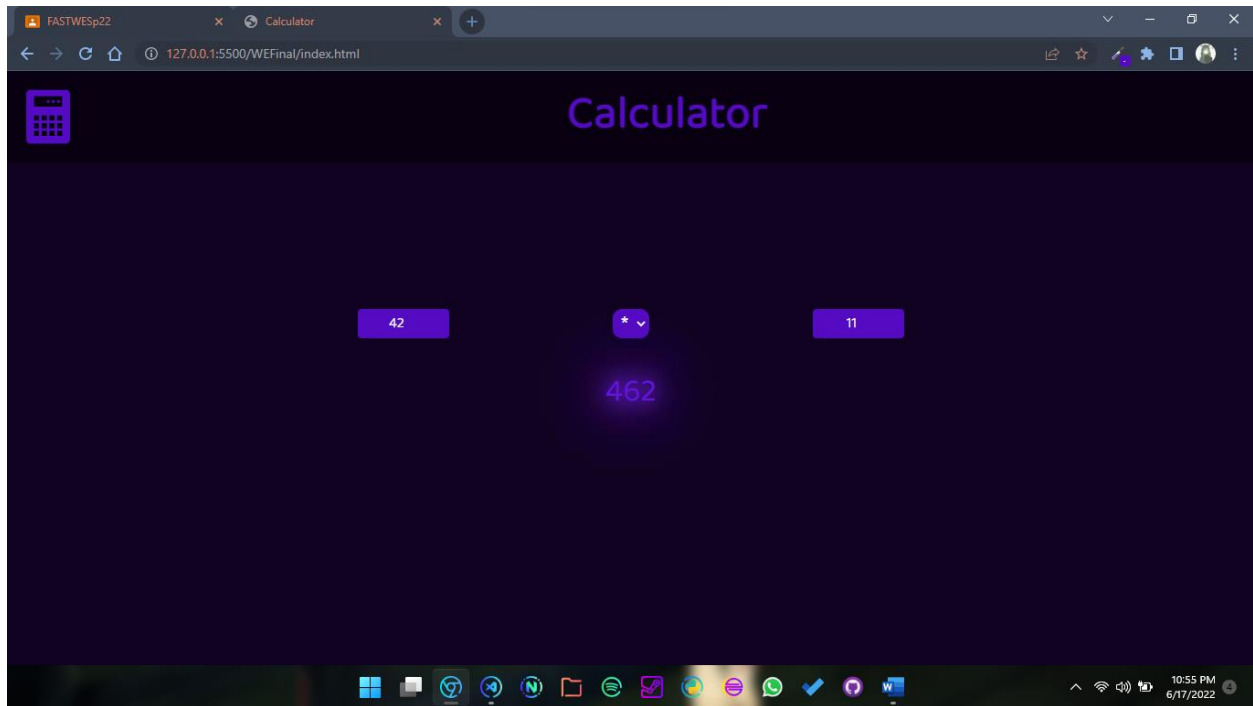 FASTWESp22
Calculator
127.0.0.1:5500/WEFinal/index.html
Calculator
42 * 11
462
10:55 PM
6/17/2022
4